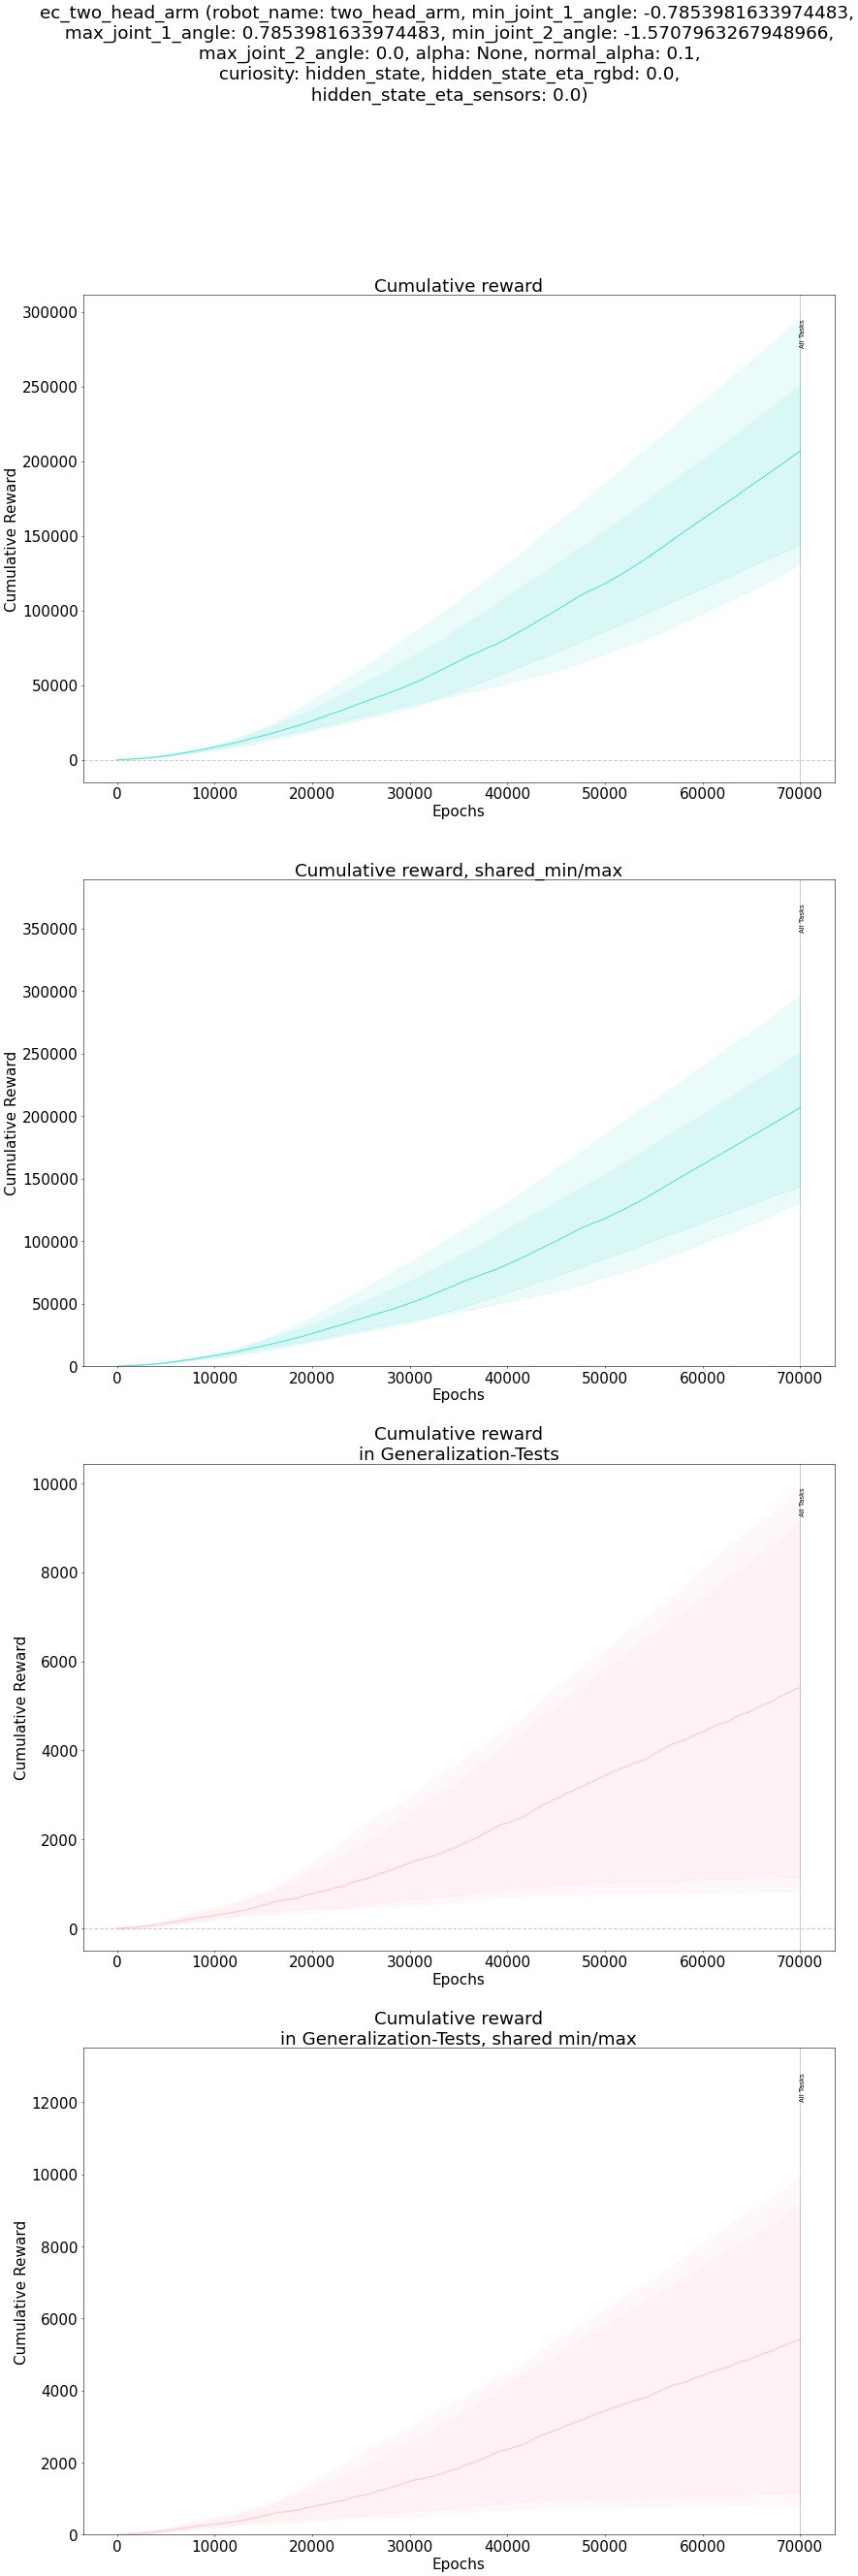 ec_two_head_arm (robot_name: two_head_arm, min_joint_1_angle: -0.7853981633974483,
max_joint_1_angle: 0.7853981633974483, min_joint_2_angle: -1.5707963267948966,
max_joint_2_angle: 0.0, alpha: None, normal_alpha: 0.1,
curiosity: hidden_state, hidden_state_eta_rgbd: 0.0,
hidden_state_eta_sensors: 0.0)
Cumulative reward
300000
250000
200000
150000
100000
50000
0
Cumulative Reward
All Tasks
0 10000 20000 30000 40000 50000 60000 70000
Epochs
Cumulative reward, shared_min/max
350000
300000
250000
200000
150000
100000
50000
0
Cumulative Reward
All Tasks
0 10000 20000 30000 40000 50000 60000 70000
Epochs
Cumulative reward
in Generalization-Tests
10000
8000
6000
4000
2000
0
Cumulative Reward
All Tasks
0 10000 20000 30000 40000 50000 60000 70000
Epochs
Cumulative reward
in Generalization-Tests, shared min/max
12000
10000
8000
6000
4000
2000
0
Cumulative Reward
All Tasks
0 10000 20000 30000 40000 50000 60000 70000
Epochs